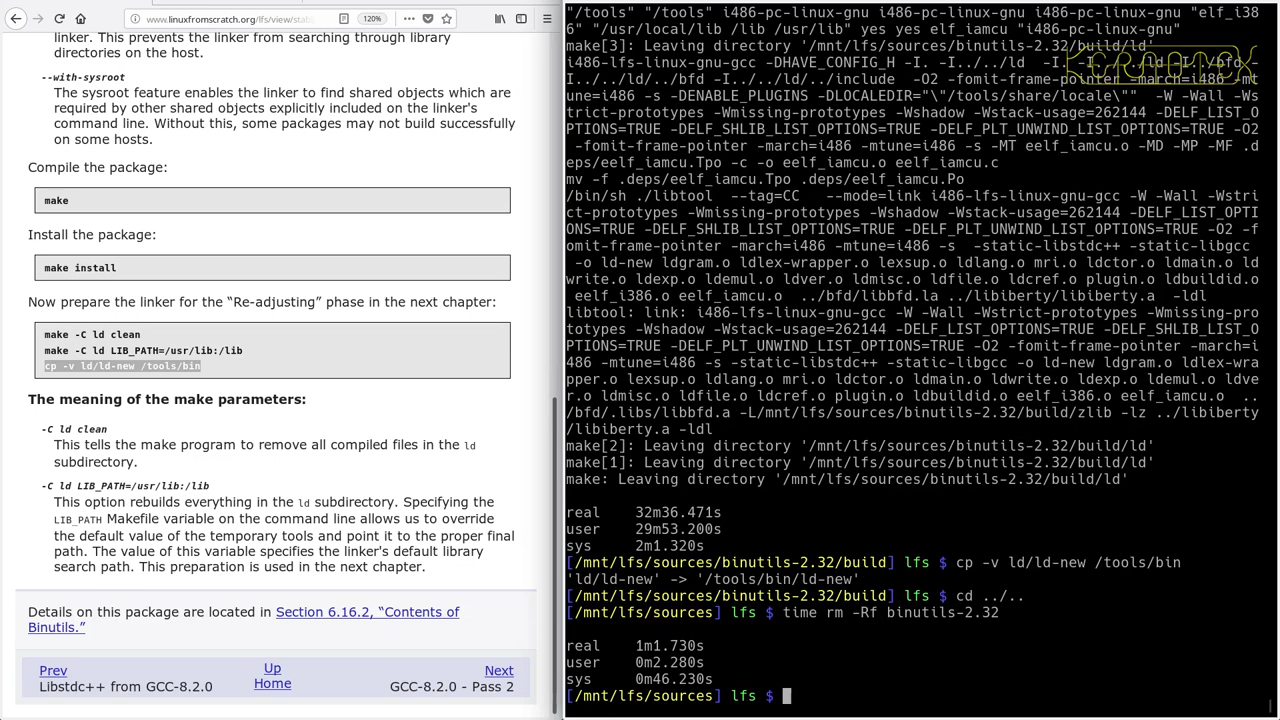 www.linuxfromscratch.org/lfs/view/stab
120%
linker. This prevents the linker from searching through library
directories on the host.
--with-sysroot
The sysroot feature enables the linker to find shared objects which are
required by other shared objects explicitly included on the linker's
command line. Without this, some packages may not build successfully
on some hosts.
Compile the package:
make
Install the package:
make install
Now prepare the linker for the “Re-adjusting” phase in the next chapter:
make -C ld clean
make -C ld LIB_PATH=/usr/lib:/lib
cp -v ld/ld-new /tools/bin
The meaning of the make parameters:
-C ld clean
This tells the make program to remove all compiled files in the ld
subdirectory.
-C ld LIB_PATH=/usr/lib:/lib
This option rebuilds everything in the ld subdirectory. Specifying the
LIB_PATH Makefile variable on the command line allows us to override
the default value of the temporary tools and point it to the proper final
path. The value of this variable specifies the linker's default library
search path. This preparation is used in the next chapter.
Details on this package are located in Section 6.16.2, “Contents of
Binutils.”
Prev
Libstdc++ from GCC-8.2.0
Up
Home
Next
GCC-8.2.0 - Pass 2
"/tools" "/tools" i486-pc-linux-gnu i486-pc-linux-gnu i486-pc-linux-gnu "elf_i38
6" "/usr/local/lib /lib /usr/lib" yes yes elf_iamcu "i486-pc-linux-gnu"
make[3]: Leaving directory '/mnt/lfs/sources/binutils-2.32/build/ld'
i486-lfs-linux-gnu-gcc -DHAVE_CONFIG_H -I. -I../../ld  -I. -I../../ld -I../bfd -
I../../ld/../bfd -I../../ld/../include  -O2 -fomit-frame-pointer -march=i486 -mt
une=i486 -s -DENABLE_PLUGINS -DLOCALEDIR="\"/tools/share/locale\""  -W -Wall -Ws
trict-prototypes -Wmissing-prototypes -Wshadow -Wstack-usage=262144 -DELF_LIST_O
PTIONS=TRUE -DELF_SHLIB_LIST_OPTIONS=TRUE -DELF_PLT_UNWIND_LIST_OPTIONS=TRUE -O2
 -fomit-frame-pointer -march=i486 -mtune=i486 -s -MT eelf_iamcu.o -MD -MP -MF .d
eps/eelf_iamcu.Tpo -c -o eelf_iamcu.o eelf_iamcu.c
mv -f .deps/eelf_iamcu.Tpo .deps/eelf_iamcu.Po
/bin/sh ./libtool  --tag=CC   --mode=link i486-lfs-linux-gnu-gcc -W -Wall -Wstri
ct-prototypes -Wmissing-prototypes -Wshadow -Wstack-usage=262144 -DELF_LIST_OPTI
ONS=TRUE -DELF_SHLIB_LIST_OPTIONS=TRUE -DELF_PLT_UNWIND_LIST_OPTIONS=TRUE -O2 -f
omit-frame-pointer -march=i486 -mtune=i486 -s  -static-libstdc++ -static-libgcc 
 -o ld-new ldgram.o ldlex-wrapper.o lexsup.o ldlang.o mri.o ldctor.o ldmain.o ld
write.o ldexp.o ldemul.o ldver.o ldmisc.o ldfile.o ldcref.o plugin.o ldbuildid.o
 eelf_i386.o eelf_iamcu.o  ../bfd/libbfd.la ../libiberty/libiberty.a  -ldl
libtool: link: i486-lfs-linux-gnu-gcc -W -Wall -Wstrict-prototypes -Wmissing-pro
totypes -Wshadow -Wstack-usage=262144 -DELF_LIST_OPTIONS=TRUE -DELF_SHLIB_LIST_O
PTIONS=TRUE -DELF_PLT_UNWIND_LIST_OPTIONS=TRUE -O2 -fomit-frame-pointer -march=i
486 -mtune=i486 -s -static-libstdc++ -static-libgcc -o ld-new ldgram.o ldlex-wra
pper.o lexsup.o ldlang.o mri.o ldctor.o ldmain.o ldwrite.o ldexp.o ldemul.o ldve
r.o ldmisc.o ldfile.o ldcref.o plugin.o ldbuildid.o eelf_i386.o eelf_iamcu.o  ..
/bfd/.libs/libbfd.a -L/mnt/lfs/sources/binutils-2.32/build/zlib -lz ../libiberty
/libiberty.a -ldl
make[2]: Leaving directory '/mnt/lfs/sources/binutils-2.32/build/ld'
make[1]: Leaving directory '/mnt/lfs/sources/binutils-2.32/build/ld'
make: Leaving directory '/mnt/lfs/sources/binutils-2.32/build/ld'
real    32m36.471s
user    29m53.200s
sys     2m1.320s
[/mnt/lfs/sources/binutils-2.32/build] lfs $ cp -v ld/ld-new /tools/bin
'ld/ld-new' -> '/tools/bin/ld-new'
[/mnt/lfs/sources/binutils-2.32/build] lfs $ cd ../..
[/mnt/lfs/sources] lfs $ time rm -Rf binutils-2.32
real    1m1.730s
user    0m2.280s
sys     0m46.230s
[/mnt/lfs/sources] lfs $